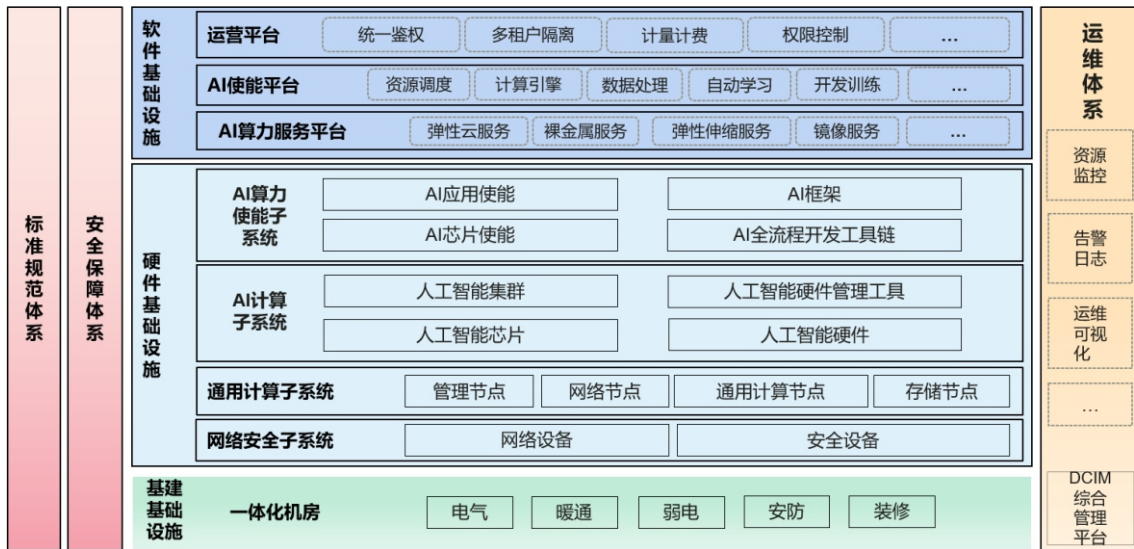 标准规范体系
安全保障体系
软件基础设施
运营平台 统一鉴权 多租户隔离 计量计费 权限控制 ...
AI使能平台 资源调度 计算引擎 数据处理 自动学习 开发训练 ...
AI算力服务平台 弹性云服务 裸金属服务 弹性伸缩服务 镜像服务 ...
硬件基础设施
AI算力
使能子
系统
AI应用使能 AI框架
AI芯片使能 AI全流程开发工具链
AI计算
子系统
人工智能集群 人工智能硬件管理工具
人工智能芯片 人工智能硬件
通用计算子系统 管理节点 网络节点 通用计算节点 存储节点
网络安全子系统 网络设备 安全设备
基建
基础
设施
一体化机房 电气 暖通 弱电 安防 装修
运维体系
资源
监控
告警
日志
运维
可视
化
...
DCIM
综合
管理
平台